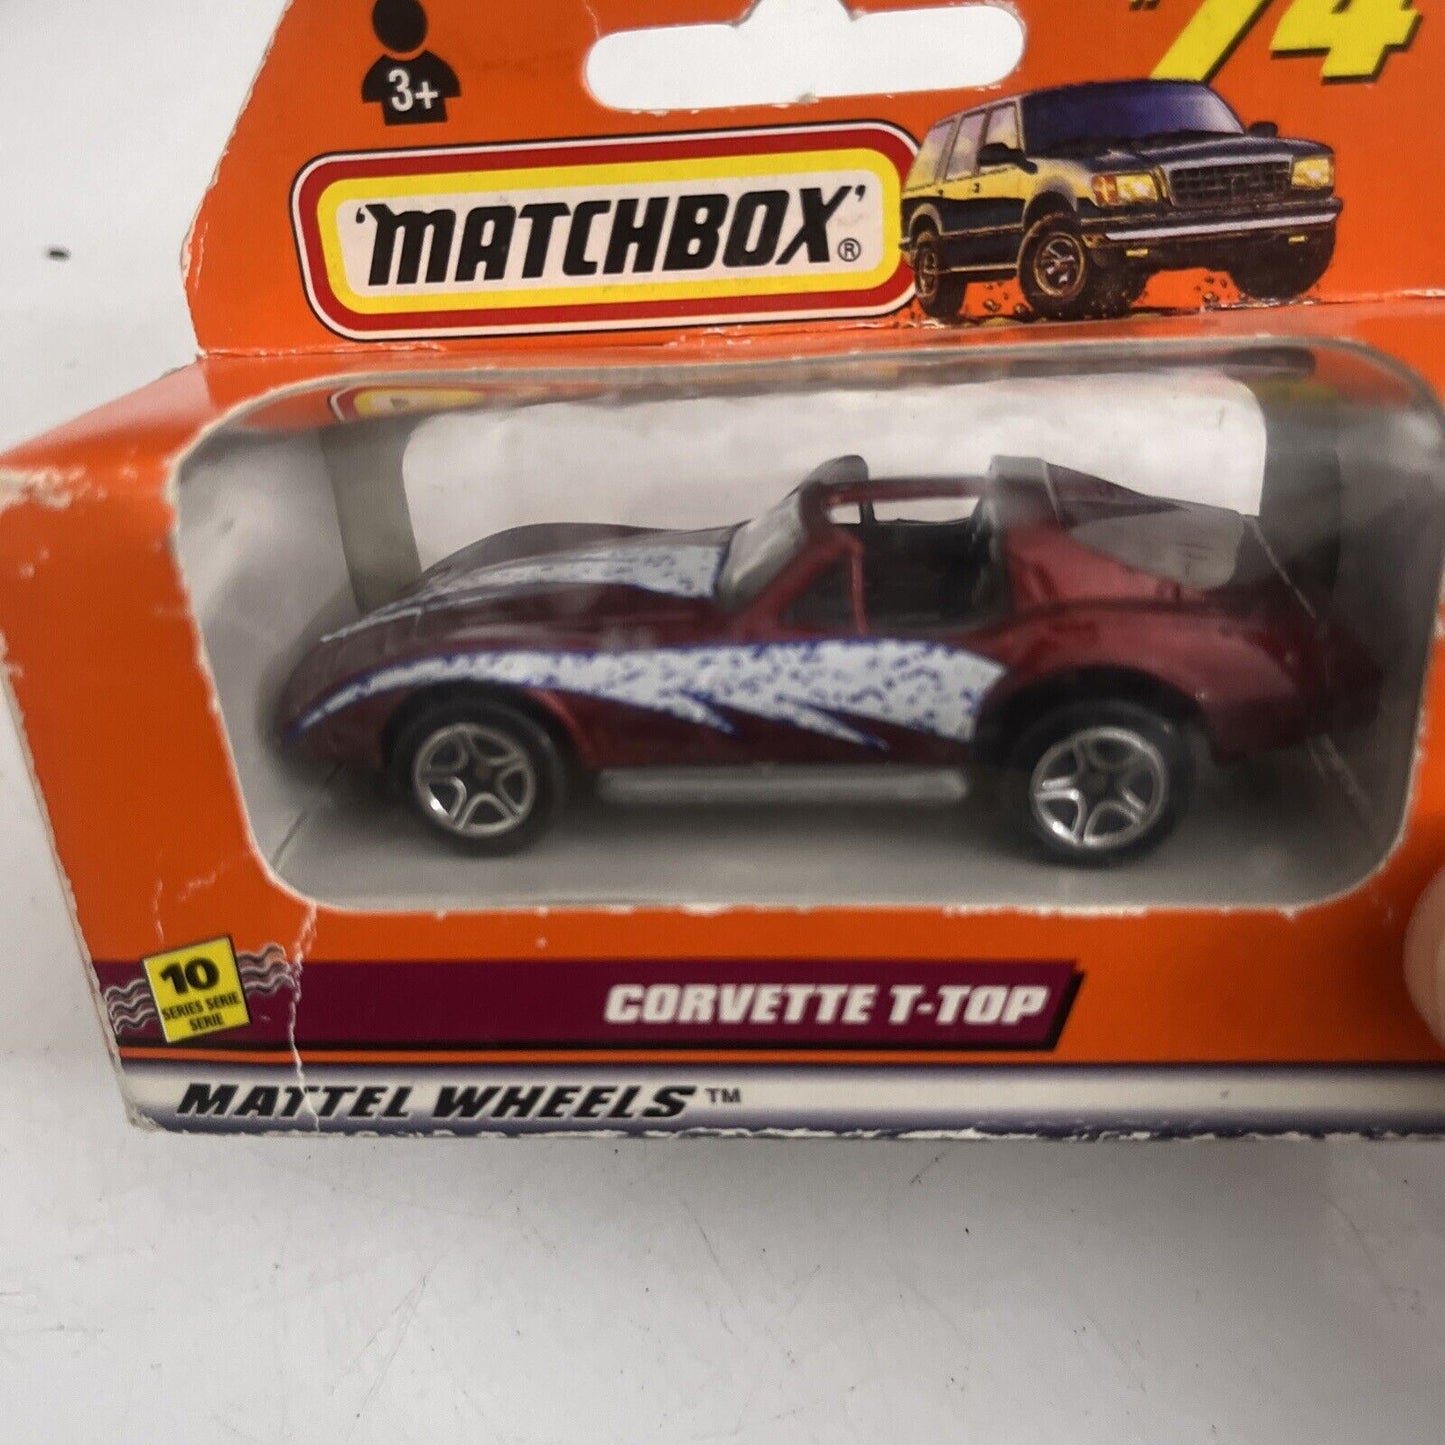 3+
"74
'MATCHBOX'®
10
SERIES SERIE
SERIE
CORVETTE T-TOP
MATTEL WHEELS™